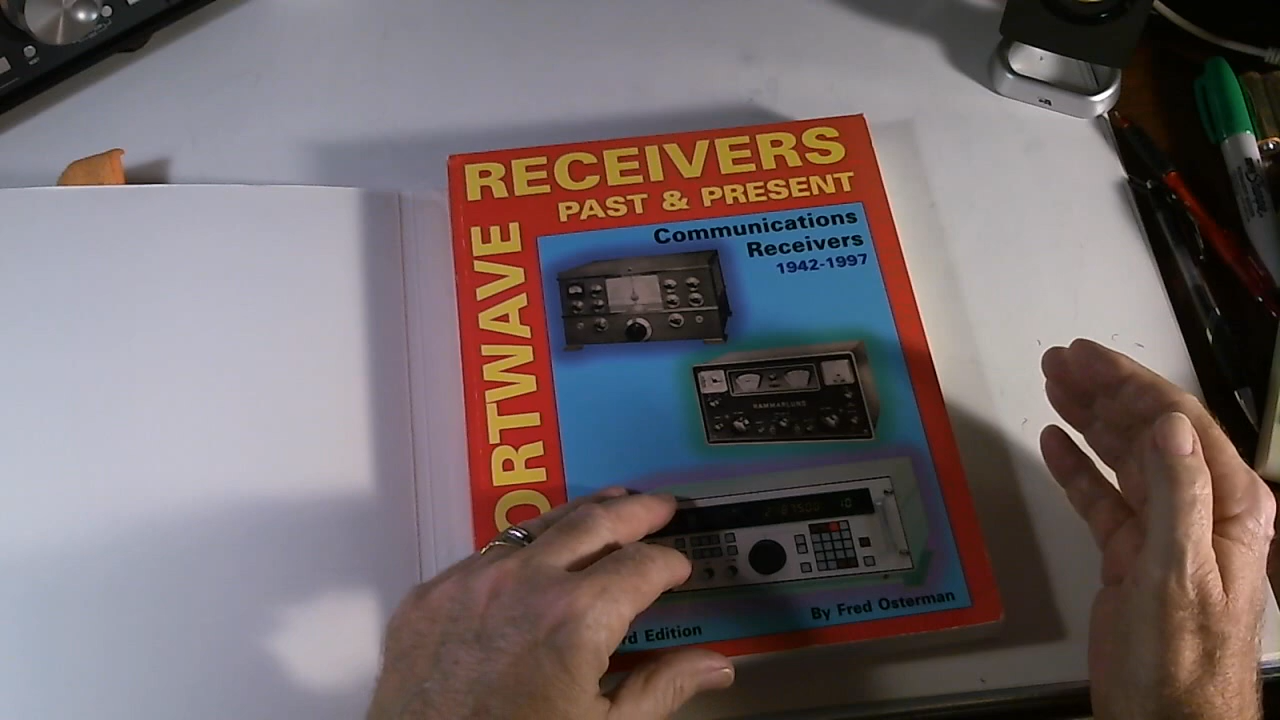 RECEIVERS
PAST & PRESENT
ORTWAVE
Communications
Receivers
1942-1997
HAMMARLUND
By Fred Osterman
rd Edition